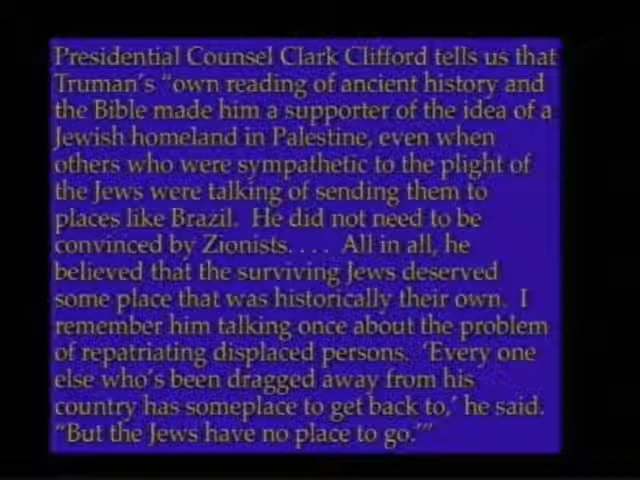 Presidential Counsel Clark Clifford tells us that
Truman's "own reading of ancient history and
the Bible made him a supporter of the idea of a
Jewish homeland in Palestine, even when
others who were sympathetic to the plight of
the Jews were talking of sending them to
places like Brazil.  He did not need to be
convinced by Zionists. . . .  All in all, he
believed that the surviving Jews deserved
some place that was historically their own.  I
remember him talking once about the problem
of repatriating displaced persons.  'Every one
else who's been dragged away from his
country has someplace to get back to,' he said.
"But the Jews have no place to go.'"